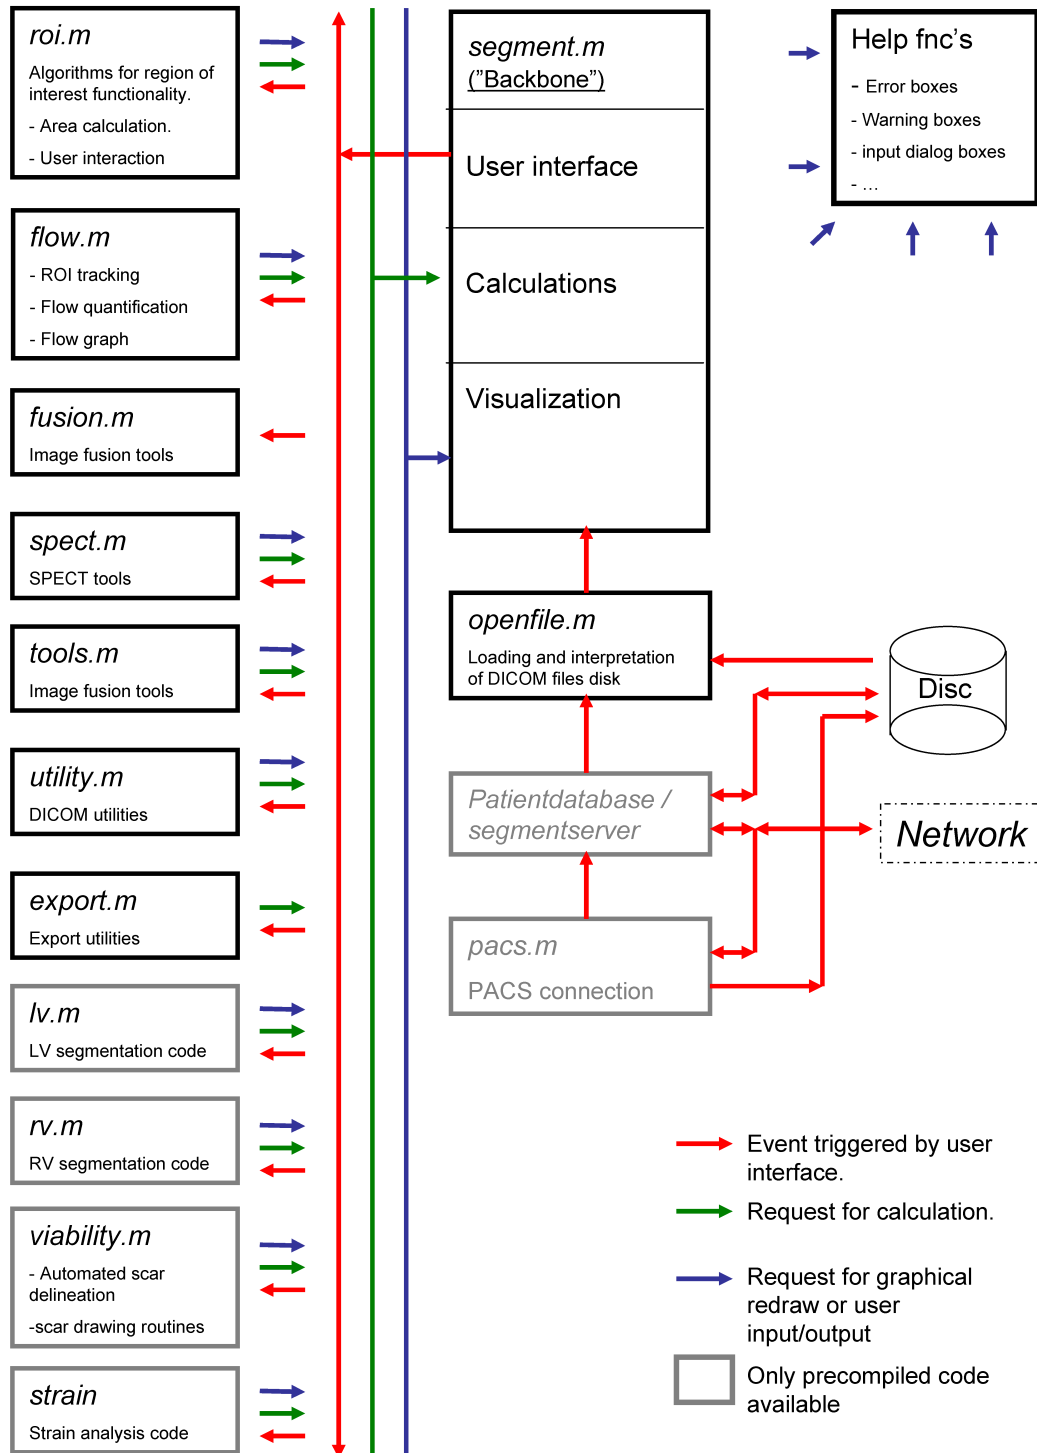 roi.m
Algorithms for region of
interest functionality.
- Area calculation.
- User interaction
flow.m
- ROI tracking
- Flow quantification
- Flow graph
fusion.m
Image fusion tools
spect.m
SPECT tools
tools.m
Image fusion tools
utility.m
DICOM utilities
export.m
Export utilities
lv.m
LV segmentation code
rv.m
RV segmentation code
viability.m
- Automated scar
delineation
-scar drawing routines
strain
Strain analysis code
segment.m
("Backbone")
User interface
Calculations
Visualization
openfile.m
Loading and interpretation
of DICOM files disk
Patientdatabase /
segmentserver
pacs.m
PACS connection
Help fnc's
- Error boxes
- Warning boxes
- input dialog boxes
- ...
Disc
Network
Event triggered by user
interface.
Request for calculation.
Request for graphical
redraw or user
input/output
Only precompiled code
available